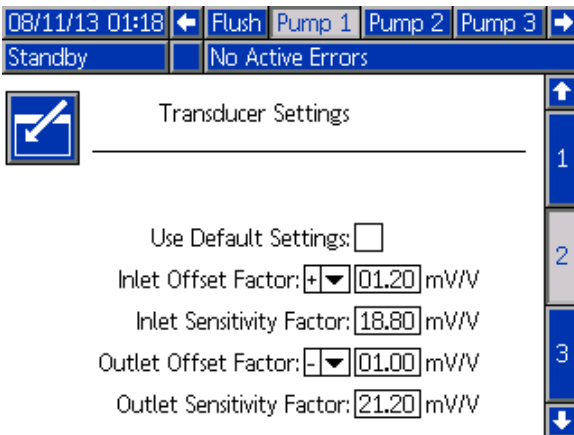 08/11/13 01:18 Flush Pump 1 Pump 2 Pump 3
Standby No Active Errors
Transducer Settings
1
Use Default Settings:
2
Inlet Offset Factor: + 01.20 mV/V
Inlet Sensitivity Factor: 18.80 mV/V
Outlet Offset Factor: - 01.00 mV/V
3
Outlet Sensitivity Factor: 21.20 mV/V